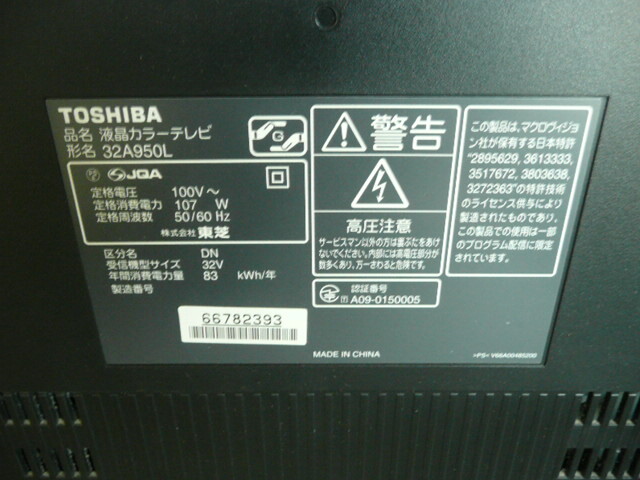 TOSHIBA
品名 液晶カラーテレビ
形名 32A950L
G
JQA
定格電圧 100V～
定格消費電力 107 W
定格周波数 50/60 Hz
株式会社 東芝
区分名 DN
受信機型サイズ 32V
年間消費電力量 83 kWh/年
製造番号
66782393
警告
高圧注意
サービスマン以外の方は裏ぶたをあけ
ないでください。内部には高電圧部分が
数多くあり、万一さわると危険です。
認証番号
A09-0150005
この製品は、マクロヴィジョン
社が保有する日本特許
"2895629, 3613333,
3517672, 3803638,
3272363"の特許技術
のライセンス供与により
製造されたものです。
この製品での使用は一部
のプログラム配信に限定
されています。
MADE IN CHINA
>PS< V68A00485200